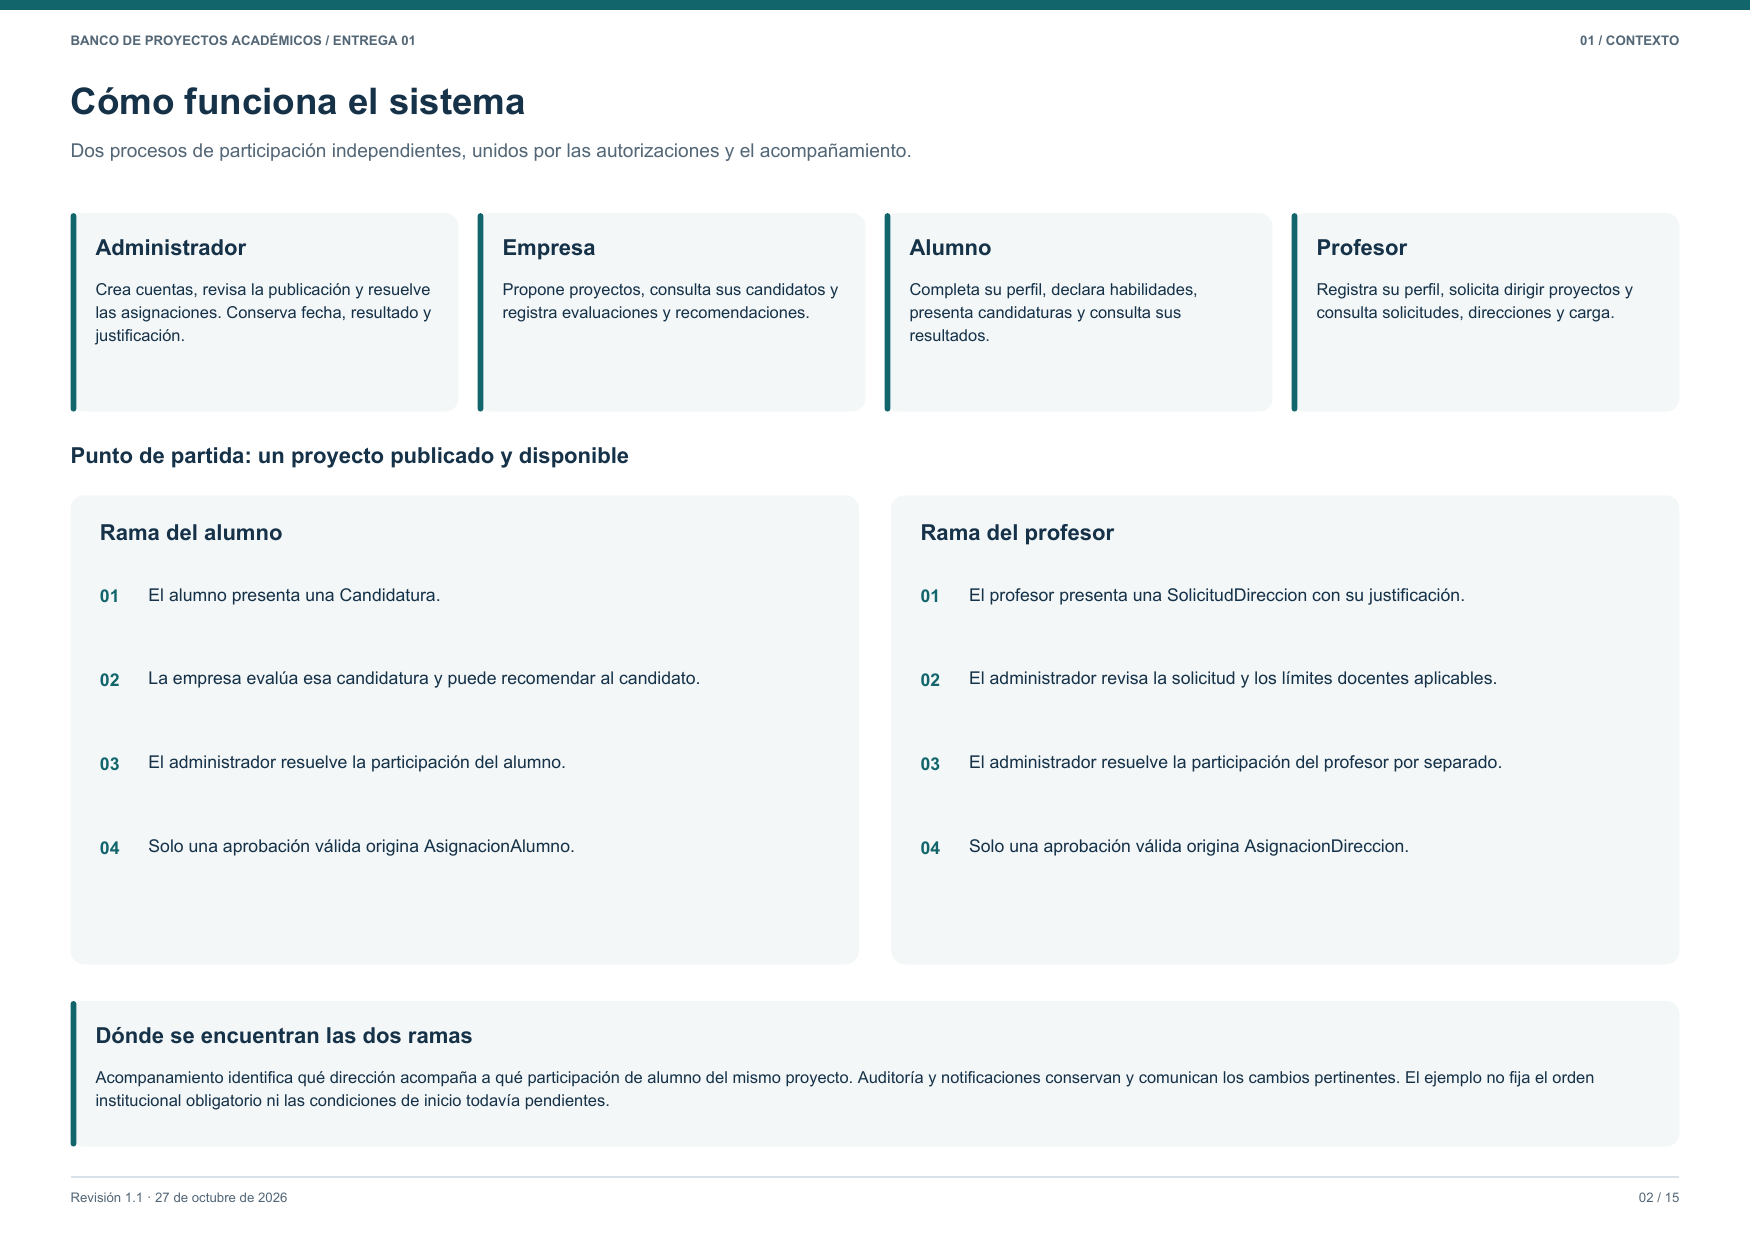 BANCO DE PROYECTOS ACADÉMICOS / ENTREGA 01
01 / CONTEXTO
Cómo funciona el sistema
Dos procesos de participación independientes, unidos por las autorizaciones y el acompañamiento.
Administrador
Crea cuentas, revisa la publicación y resuelve
las asignaciones. Conserva fecha, resultado y
justificación.
Empresa
Propone proyectos, consulta sus candidatos y
registra evaluaciones y recomendaciones.
Alumno
Completa su perfil, declara habilidades,
presenta candidaturas y consulta sus
resultados.
Profesor
Registra su perfil, solicita dirigir proyectos y
consulta solicitudes, direcciones y carga.
Punto de partida: un proyecto publicado y disponible
Rama del alumno
01 El alumno presenta una Candidatura.
02 La empresa evalúa esa candidatura y puede recomendar al candidato.
03 El administrador resuelve la participación del alumno.
04 Solo una aprobación válida origina AsignacionAlumno.
Rama del profesor
01 El profesor presenta una SolicitudDireccion con su justificación.
02 El administrador revisa la solicitud y los límites docentes aplicables.
03 El administrador resuelve la participación del profesor por separado.
04 Solo una aprobación válida origina AsignacionDireccion.
Dónde se encuentran las dos ramas
Acompanamiento identifica qué dirección acompaña a qué participación de alumno del mismo proyecto. Auditoría y notificaciones conservan y comunican los cambios pertinentes. El ejemplo no fija el orden
institucional obligatorio ni las condiciones de inicio todavía pendientes.
Revisión 1.1 · 27 de octubre de 2026
02 / 15